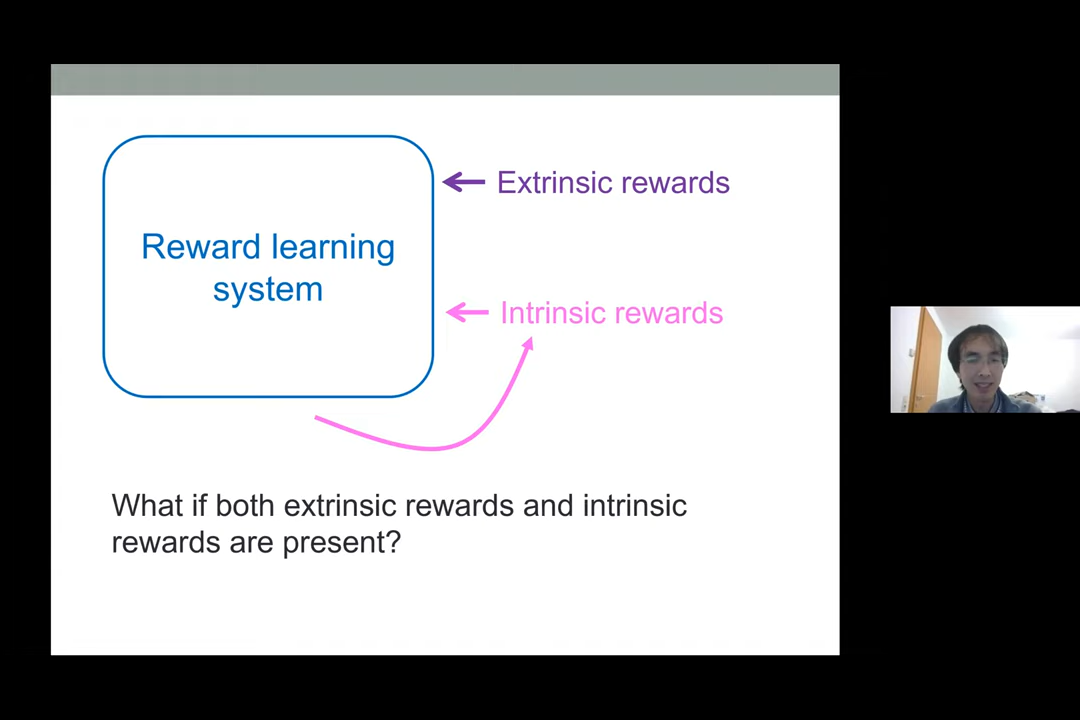 Extrinsic rewards
Reward learning
system
Intrinsic rewards
What if both extrinsic rewards and intrinsic
rewards are present?